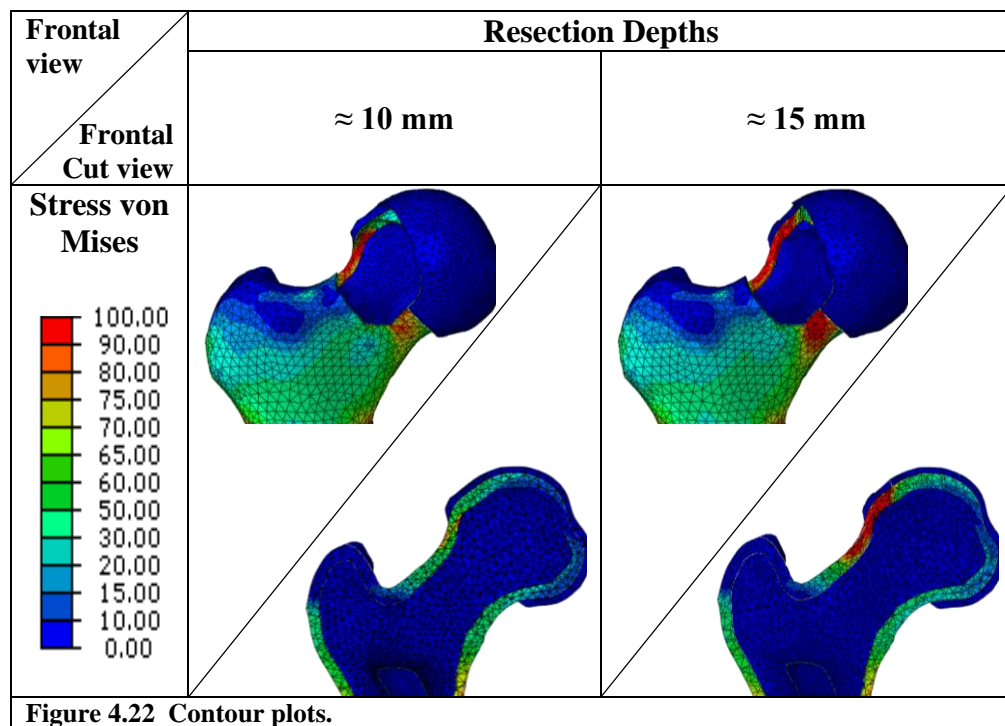 Frontal
view
Frontal
Cut view
Resection Depths
≈ 10 mm
≈ 15 mm
Stress von
Mises
100.00
90.00
80.00
75.00
70.00
65.00
50.00
30.00
20.00
15.00
10.00
0.00
Figure 4.22 Contour plots.